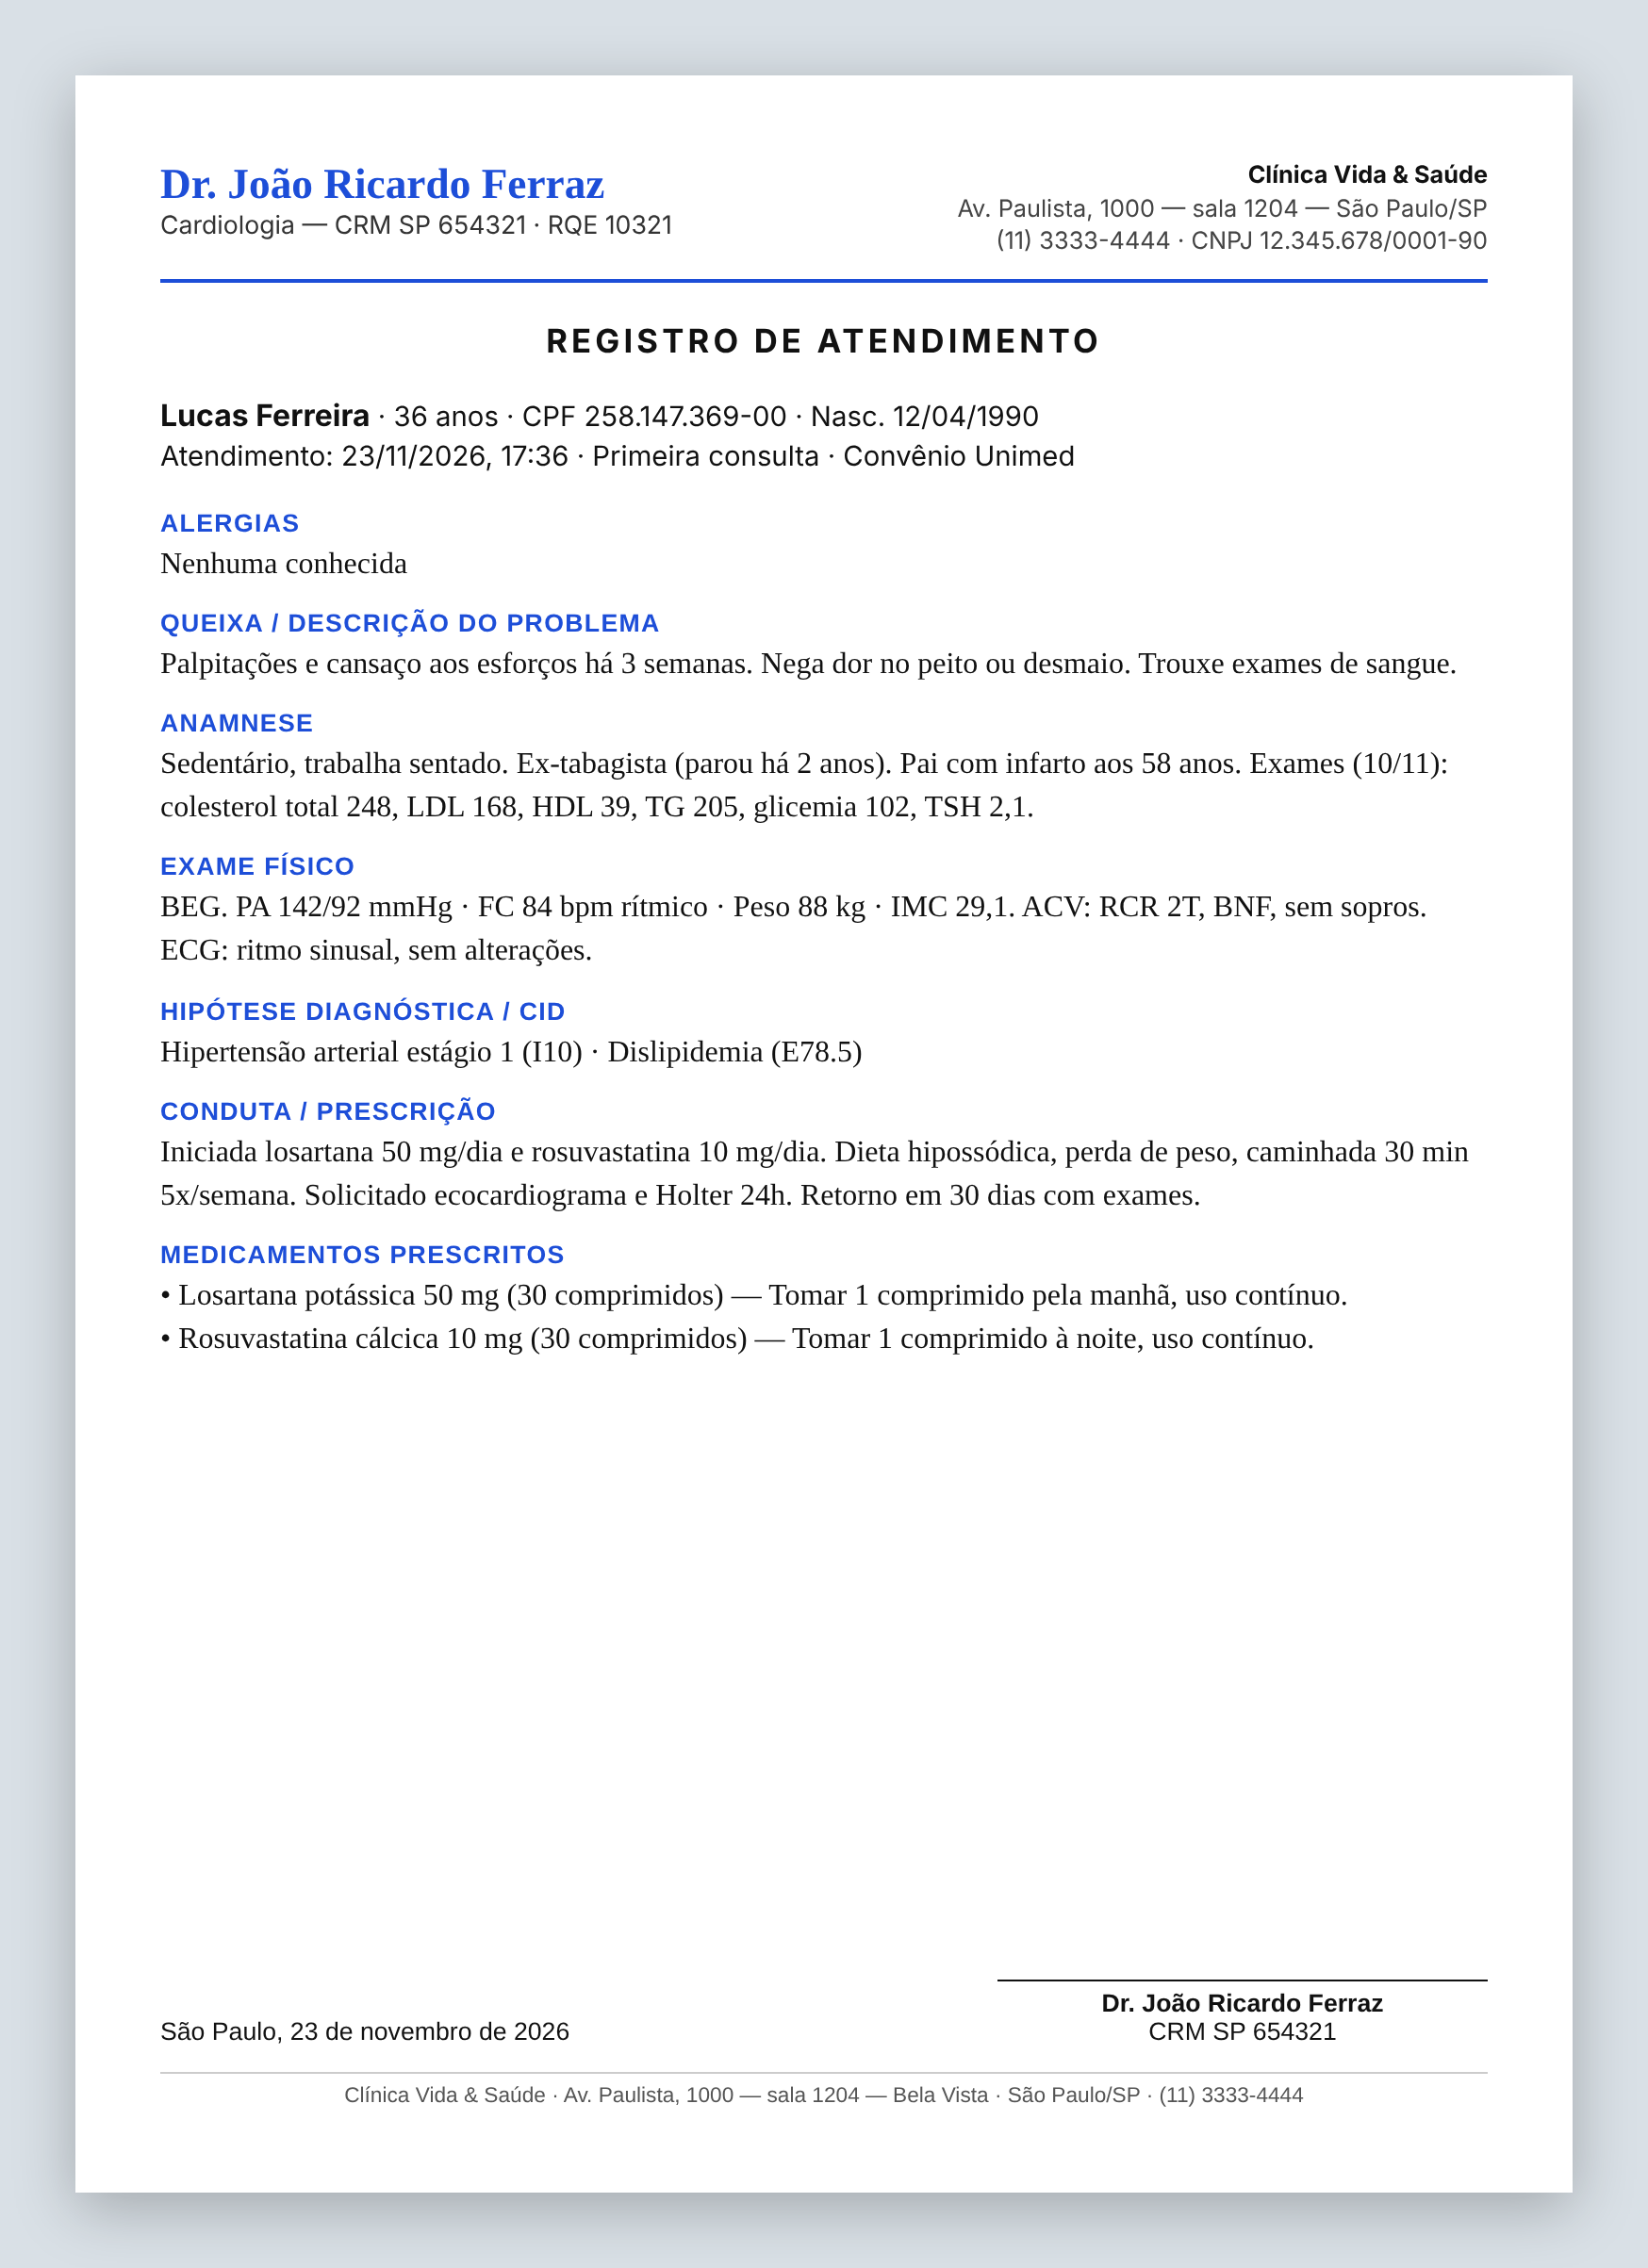 Dr. João Ricardo Ferraz
Cardiologia — CRM SP 654321 · RQE 10321
Clínica Vida & Saúde
Av. Paulista, 1000 — sala 1204 — São Paulo/SP
(11) 3333-4444 · CNPJ 12.345.678/0001-90
REGISTRO DE ATENDIMENTO
Lucas Ferreira · 36 anos · CPF 258.147.369-00 · Nasc. 12/04/1990
Atendimento: 23/11/2026, 17:36 · Primeira consulta · Convênio Unimed
ALERGIAS
Nenhuma conhecida
QUEIXA / DESCRIÇÃO DO PROBLEMA
Palpitações e cansaço aos esforços há 3 semanas. Nega dor no peito ou desmaio. Trouxe exames de sangue.
ANAMNESE
Sedentário, trabalha sentado. Ex-tabagista (parou há 2 anos). Pai com infarto aos 58 anos. Exames (10/11):
colesterol total 248, LDL 168, HDL 39, TG 205, glicemia 102, TSH 2,1.
EXAME FÍSICO
BEG. PA 142/92 mmHg · FC 84 bpm rítmico · Peso 88 kg · IMC 29,1. ACV: RCR 2T, BNF, sem sopros.
ECG: ritmo sinusal, sem alterações.
HIPÓTESE DIAGNÓSTICA / CID
Hipertensão arterial estágio 1 (I10) · Dislipidemia (E78.5)
CONDUTA / PRESCRIÇÃO
Iniciada losartana 50 mg/dia e rosuvastatina 10 mg/dia. Dieta hipossódica, perda de peso, caminhada 30 min
5x/semana. Solicitado ecocardiograma e Holter 24h. Retorno em 30 dias com exames.
MEDICAMENTOS PRESCRITOS
• Losartana potássica 50 mg (30 comprimidos) — Tomar 1 comprimido pela manhã, uso contínuo.
• Rosuvastatina cálcica 10 mg (30 comprimidos) — Tomar 1 comprimido à noite, uso contínuo.
São Paulo, 23 de novembro de 2026
Dr. João Ricardo Ferraz
CRM SP 654321
Clínica Vida & Saúde · Av. Paulista, 1000 — sala 1204 — Bela Vista · São Paulo/SP · (11) 3333-4444